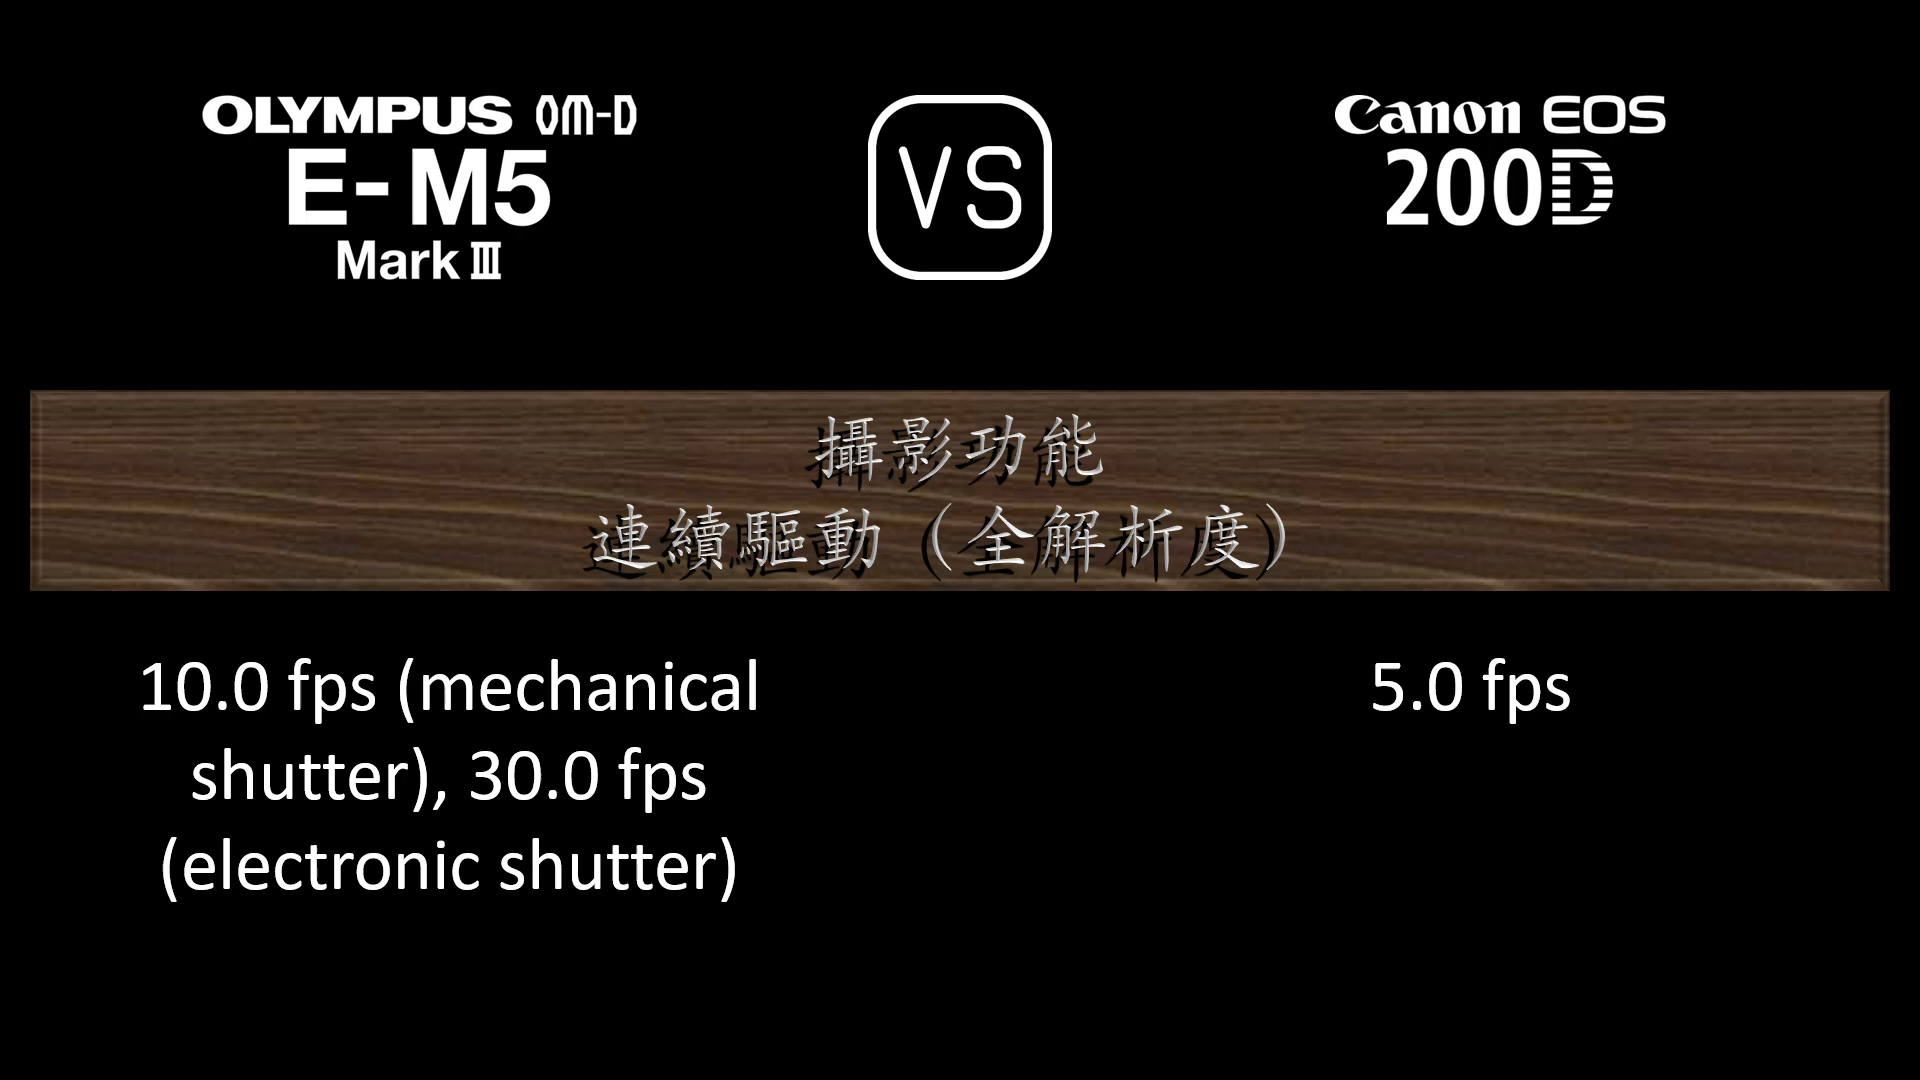 OLYMPUS OM-D
E-M5
Mark III
VS
Canon EOS
200D
攝影功能
連續驅動（全解析度）
10.0 fps (mechanical
shutter), 30.0 fps
(electronic shutter)
5.0 fps